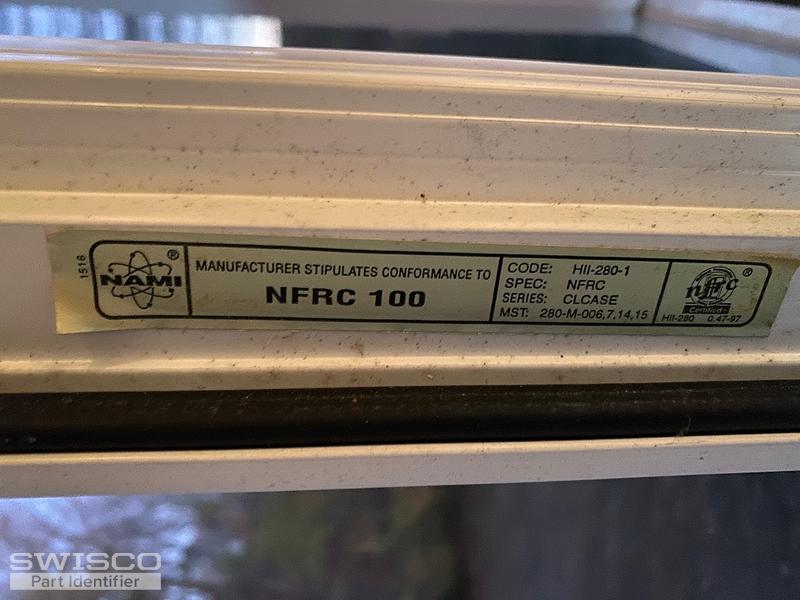 1516
NAMI ®
MANUFACTURER STIPULATES CONFORMANCE TO
NFRC 100
CODE: HII-280-1
SPEC: NFRC
SERIES: CLCASE
MST: 280-M-006,7,14,15
nfrc ®
Certified
HII-280 0.47-97
SWISCO
Part Identifier